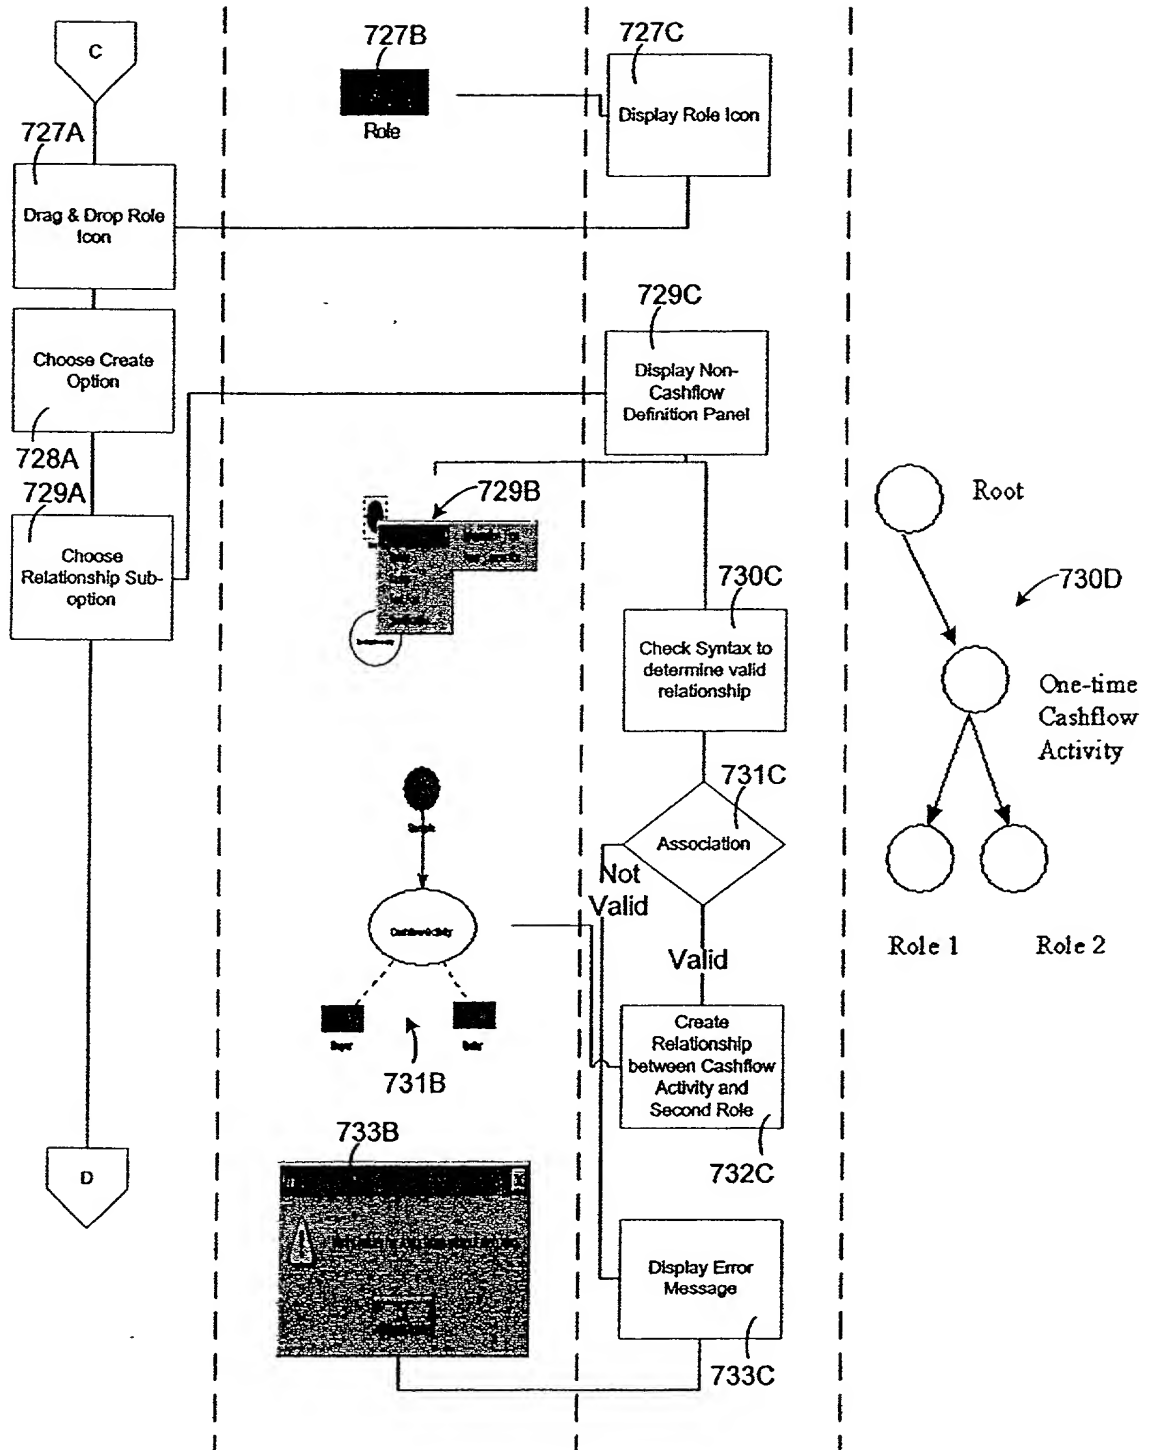 C
727A
Drag & Drop Role
Icon
Choose Create
Option
728A
729A
Choose
Relationship Sub-
option
D
727B
Role
729B
731B
733B
727C
Display Role Icon
729C
Display Non-
Cashflow
Definition Panel
730C
Check Syntax to
determine valid
relationship
731C
Association
Not
Valid
Valid
Create
Relationship
between Cashflow
Activity and
Second Role
732C
Display Error
Message
733C
Root
730D
One-time
Cashflow
Activity
Role 1
Role 2